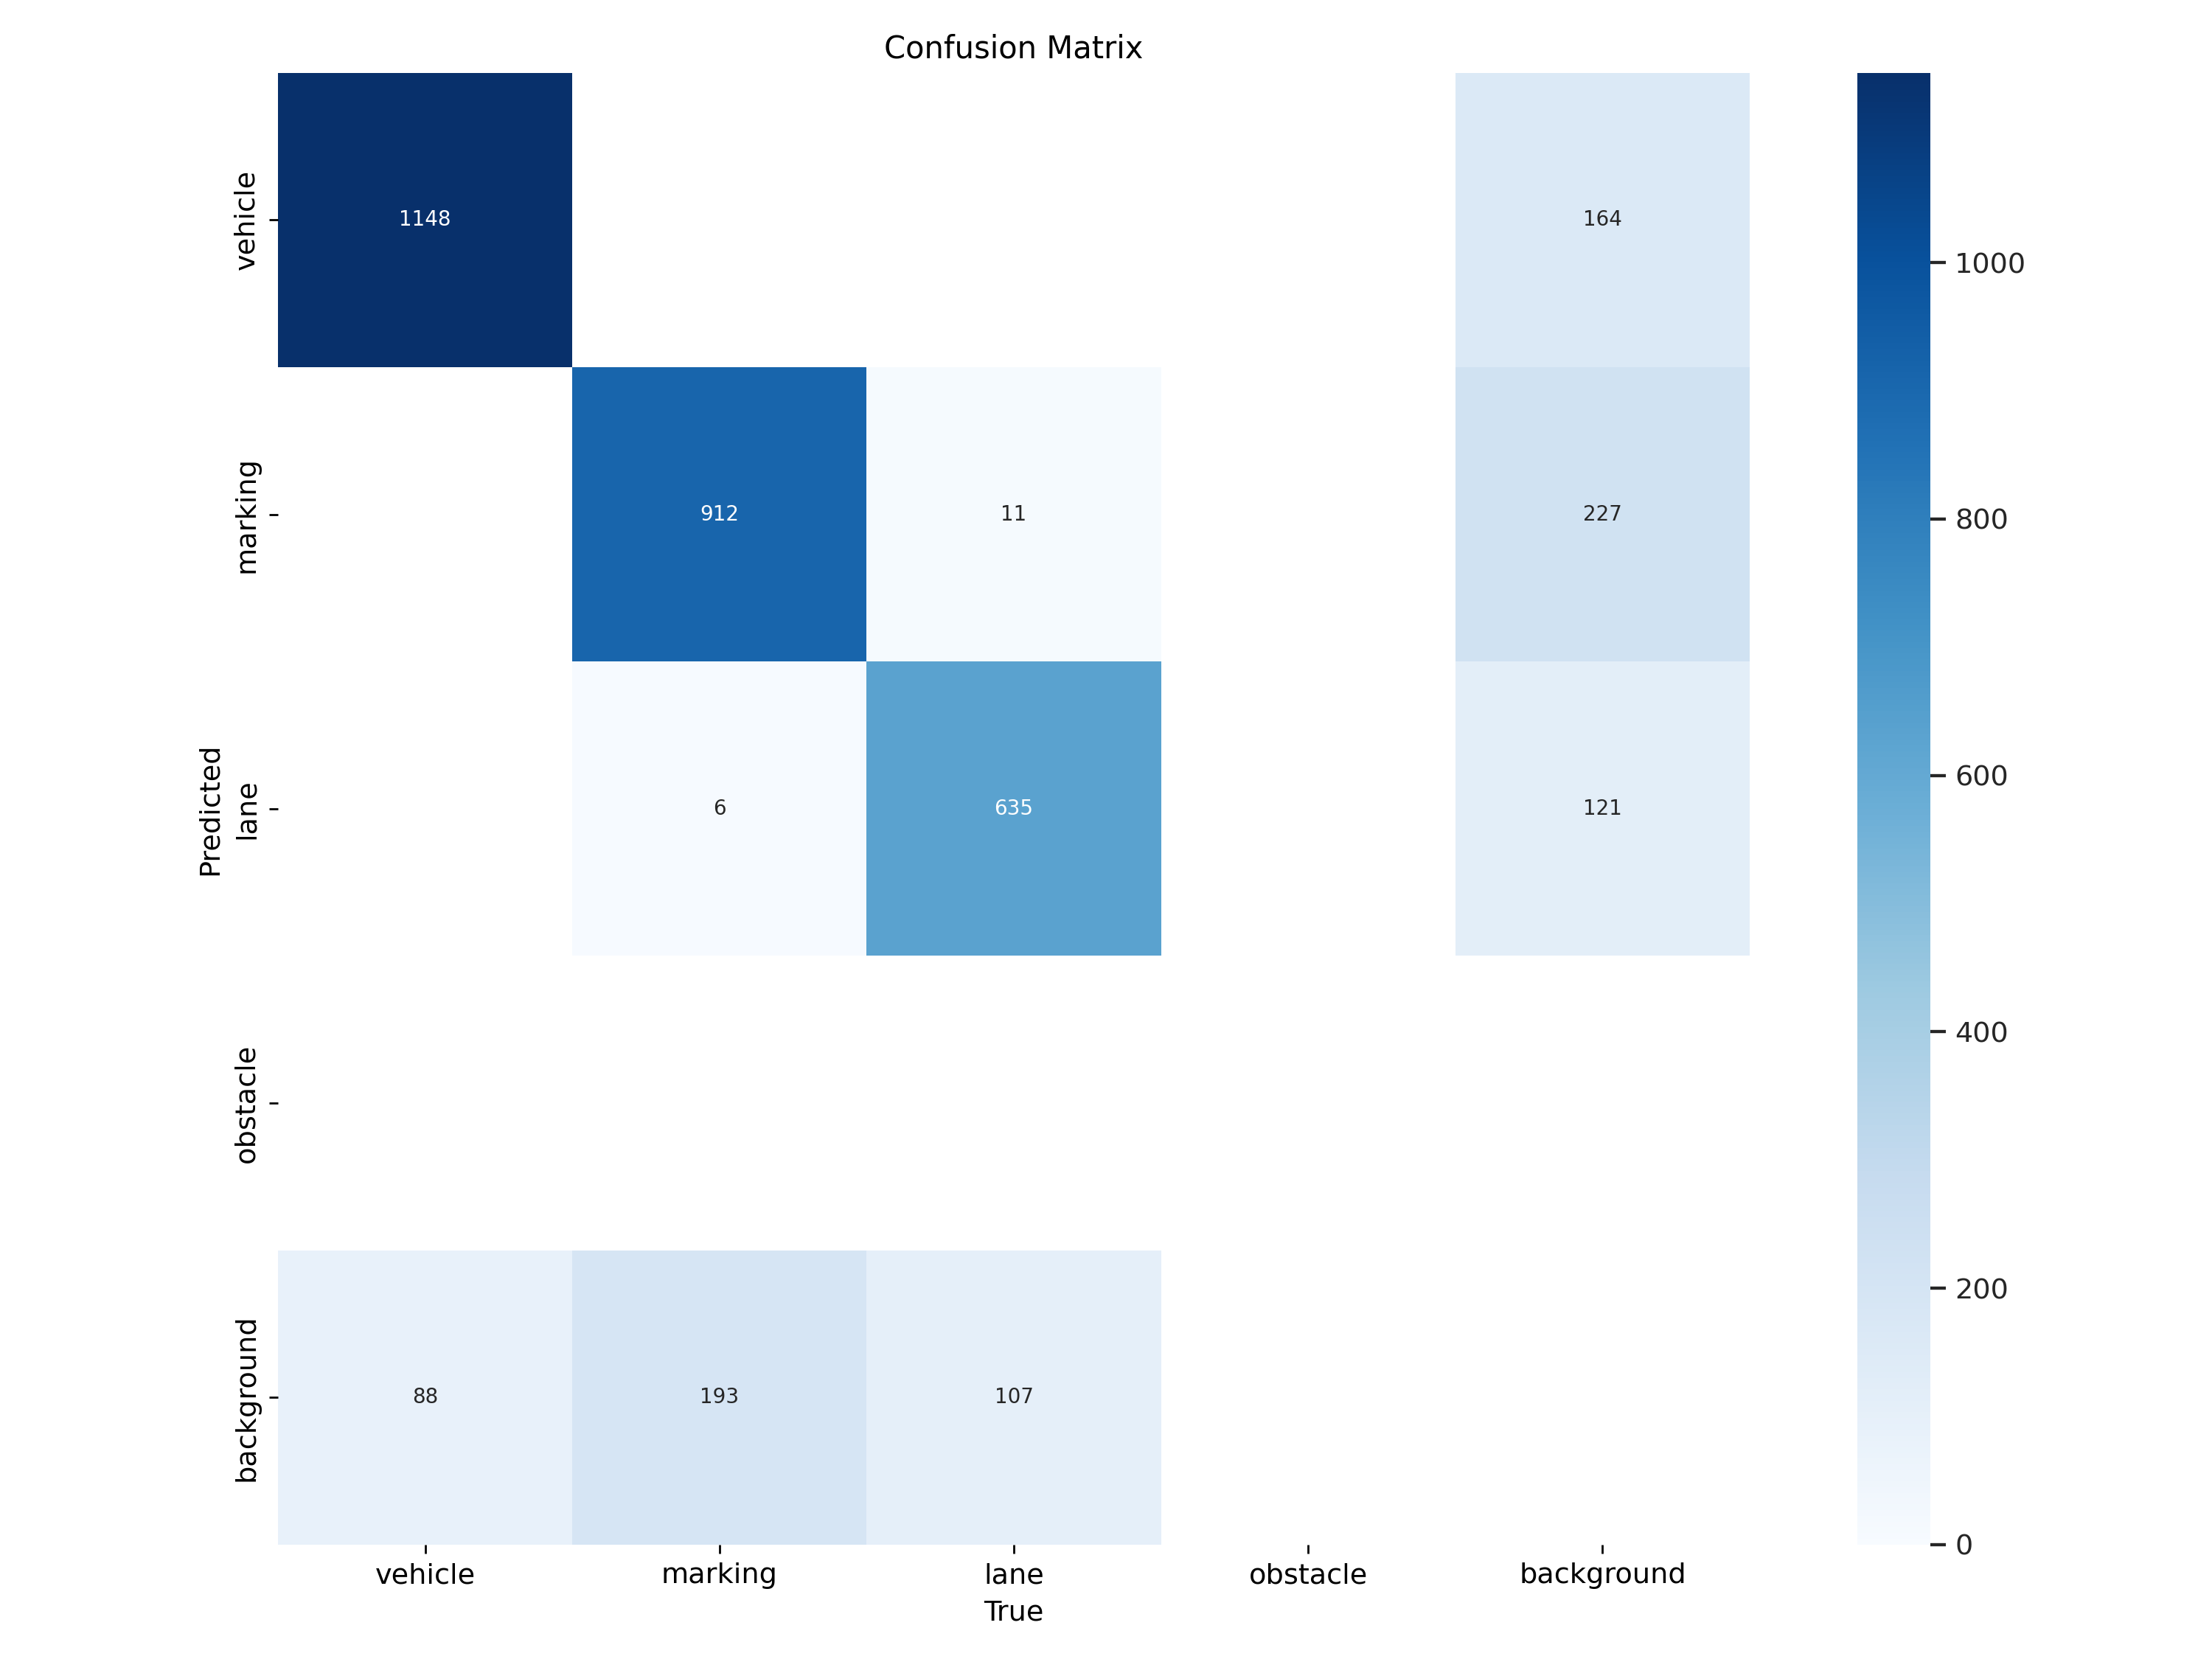 Confusion Matrix
vehicle
1148
164
1000
marking
912
11
227
800
Predicted
lane
6
635
121
600
obstacle
400
background
88
193
107
200
0
vehicle
marking
lane
obstacle
background
True